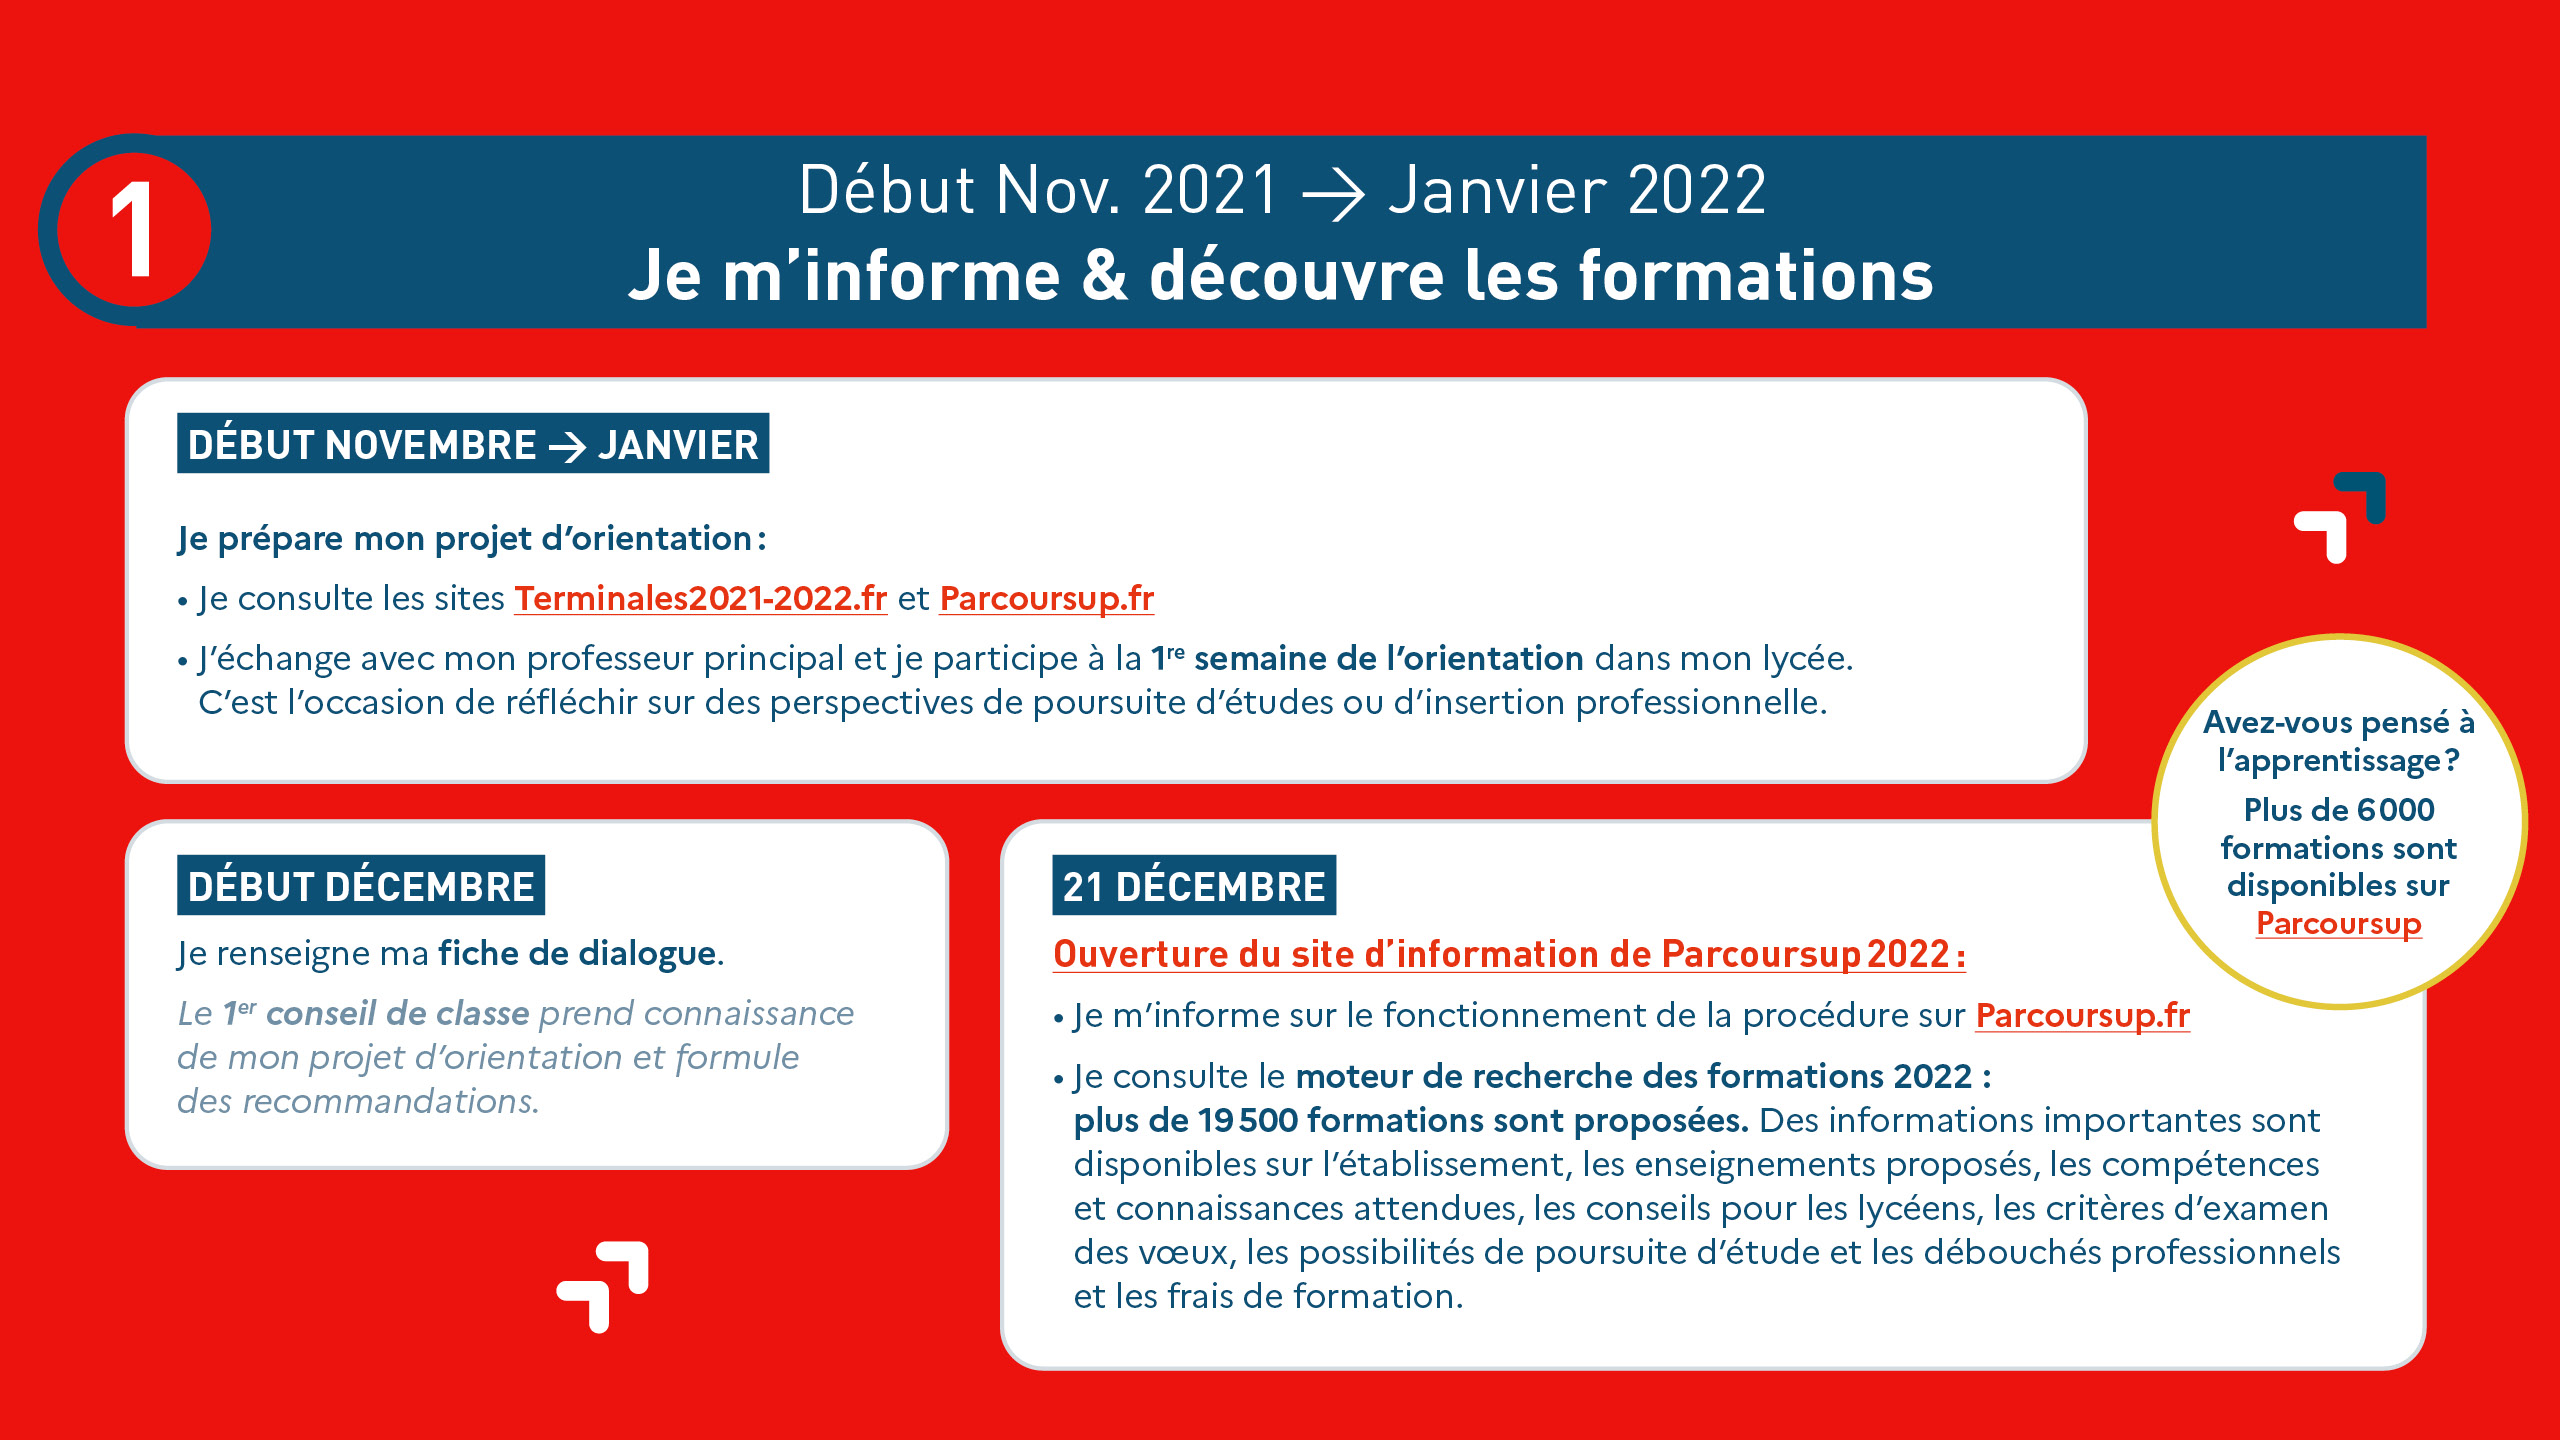 1
Début Nov. 2021 → Janvier 2022
Je m’informe & découvre les formations
DÉBUT NOVEMBRE → JANVIER
Je prépare mon projet d’orientation :
• Je consulte les sites Terminales2021-2022.fr et Parcoursup.fr
• J’échange avec mon professeur principal et je participe à la 1re semaine de l’orientation dans mon lycée.
C’est l’occasion de réfléchir sur des perspectives de poursuite d’études ou d’insertion professionnelle.
Avez-vous pensé à
l’apprentissage ?
Plus de 6 000
formations sont
disponibles sur
Parcoursup
DÉBUT DÉCEMBRE
Je renseigne ma fiche de dialogue.
Le 1er conseil de classe prend connaissance
de mon projet d’orientation et formule
des recommandations.
21 DÉCEMBRE
Ouverture du site d’information de Parcoursup 2022 :
• Je m’informe sur le fonctionnement de la procédure sur Parcoursup.fr
• Je consulte le moteur de recherche des formations 2022 :
plus de 19 500 formations sont proposées. Des informations importantes sont
disponibles sur l’établissement, les enseignements proposés, les compétences
et connaissances attendues, les conseils pour les lycéens, les critères d’examen
des vœux, les possibilités de poursuite d’étude et les débouchés professionnels
et les frais de formation.